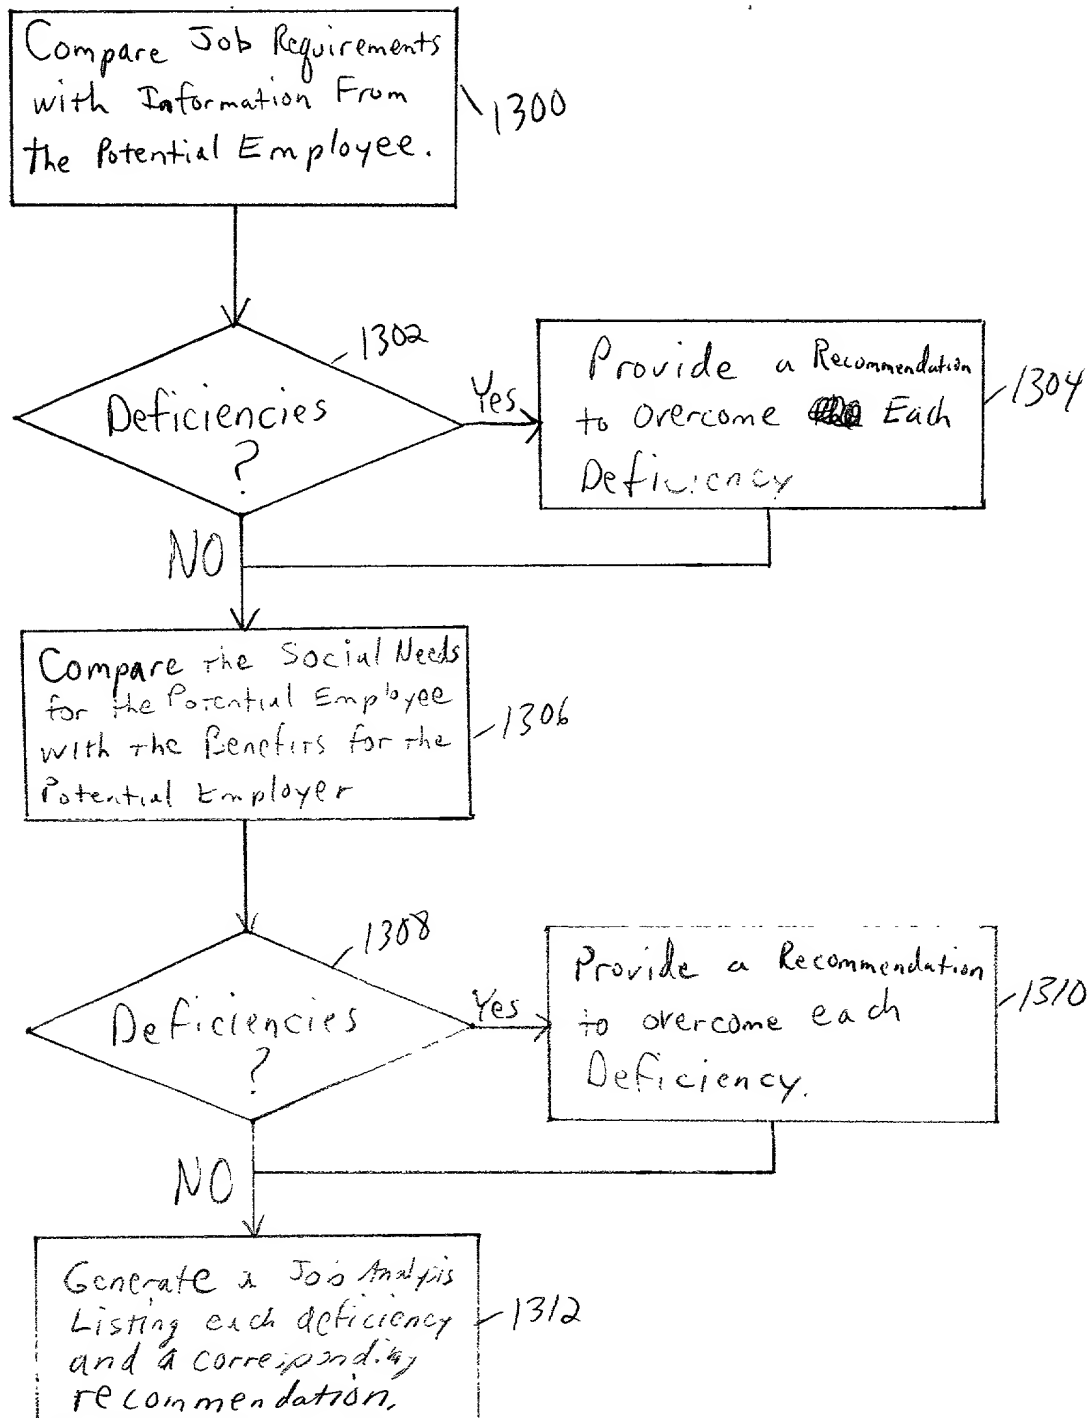 Compare Job Requirements
with Information From
the Potential Employee.
1300
1302
Deficiencies
?
Yes
Provide a Recommendation
to overcome Each
Deficiency
1304
NO
Compare the Social Needs
for the Potential Employee
with the Benefits for the
Potential Employer
1306
1308
Deficiencies
?
Yes
Provide a Recommendation
to overcome each
Deficiency.
1310
NO
Generate a Job Analysis
Listing each deficiency
and a corresponding
recommendation.
1312